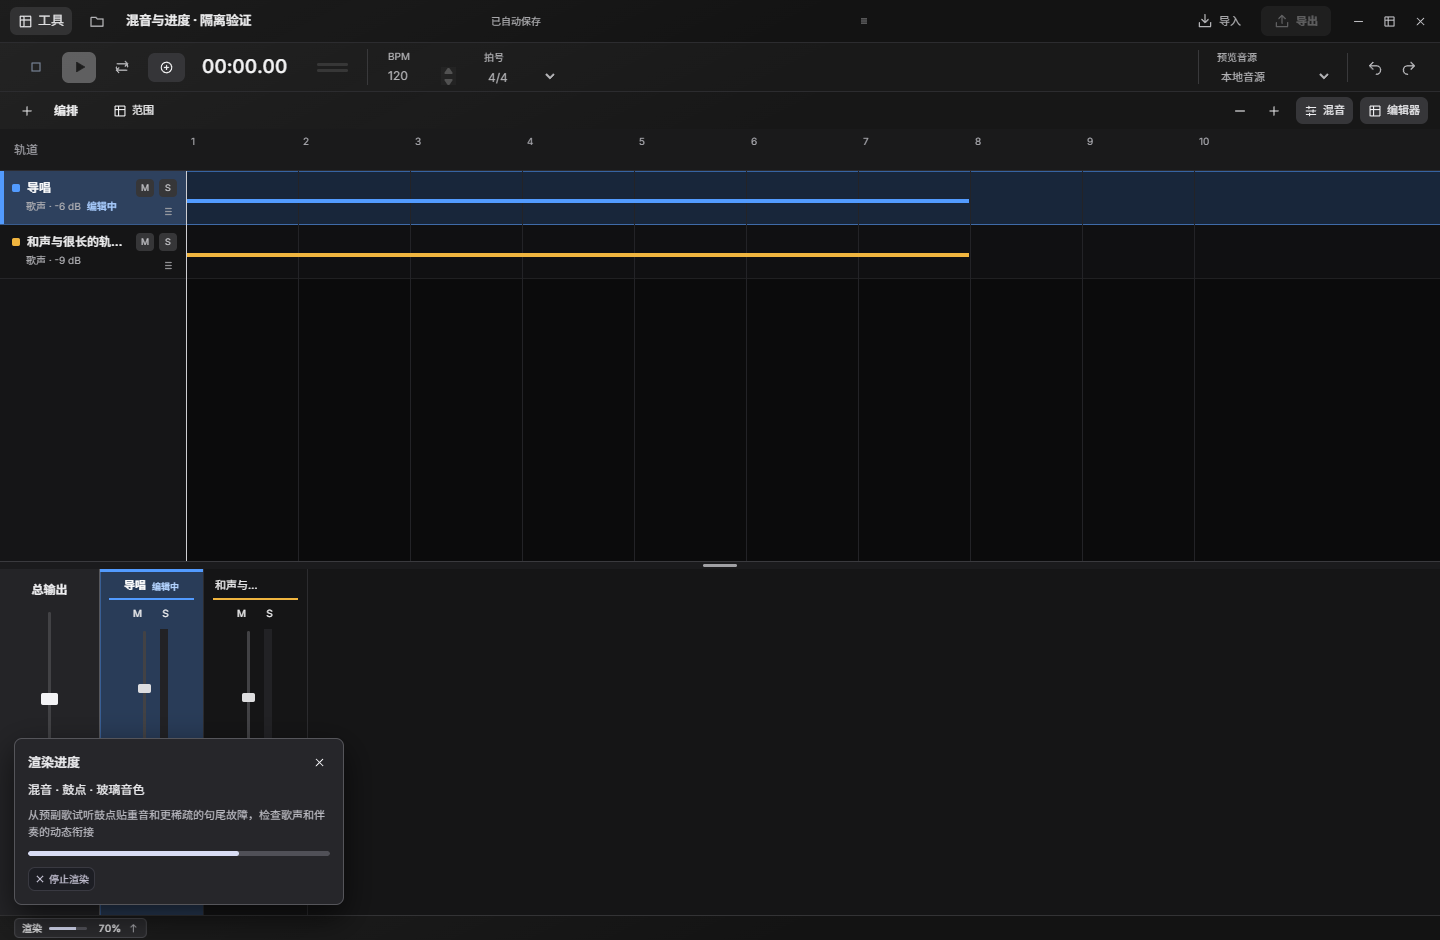 工具
混音与进度 · 隔离验证
已自动保存
导入
导出
00:00.00
BPM
120
拍号
4/4
预览音源
本地音源
编排
范围
混音
编辑器
轨道
1 2 3 4 5 6 7 8 9 10
导唱 M S
歌声 · -6 dB 编辑中
和声与很长的轨... M S
歌声 · -9 dB
总输出
导唱 编辑中
和声与...
M S
M S
渲染进度
混音 · 鼓点 · 玻璃音色
从预副歌试听鼓点贴重音和更稀疏的句尾故障，检查歌声和伴
奏的动态衔接
停止渲染
渲染 70%